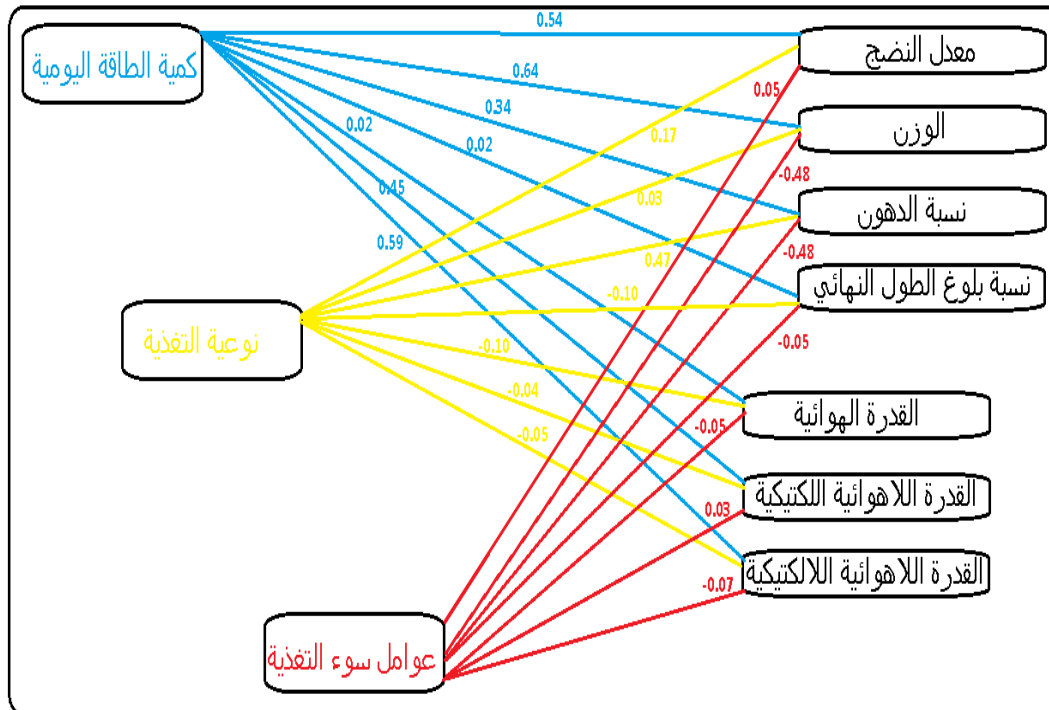 كمية الطاقة اليومية
نوعية التغذية
عوامل سوء التغذية
معدل النضج
الوزن
نسبة الدهون
نسبة بلوغ الطول النهائي
القدرة الهوائية
القدرة اللاهوائية اللكتيكية
القدرة اللاهوائية اللالكتيكية
0.54
0.64
0.34
0.02
0.02
0.45
0.59
0.17
0.03
0.47
-0.10
-0.10
-0.04
-0.05
0.05
-0.48
-0.48
-0.05
-0.05
0.03
-0.07